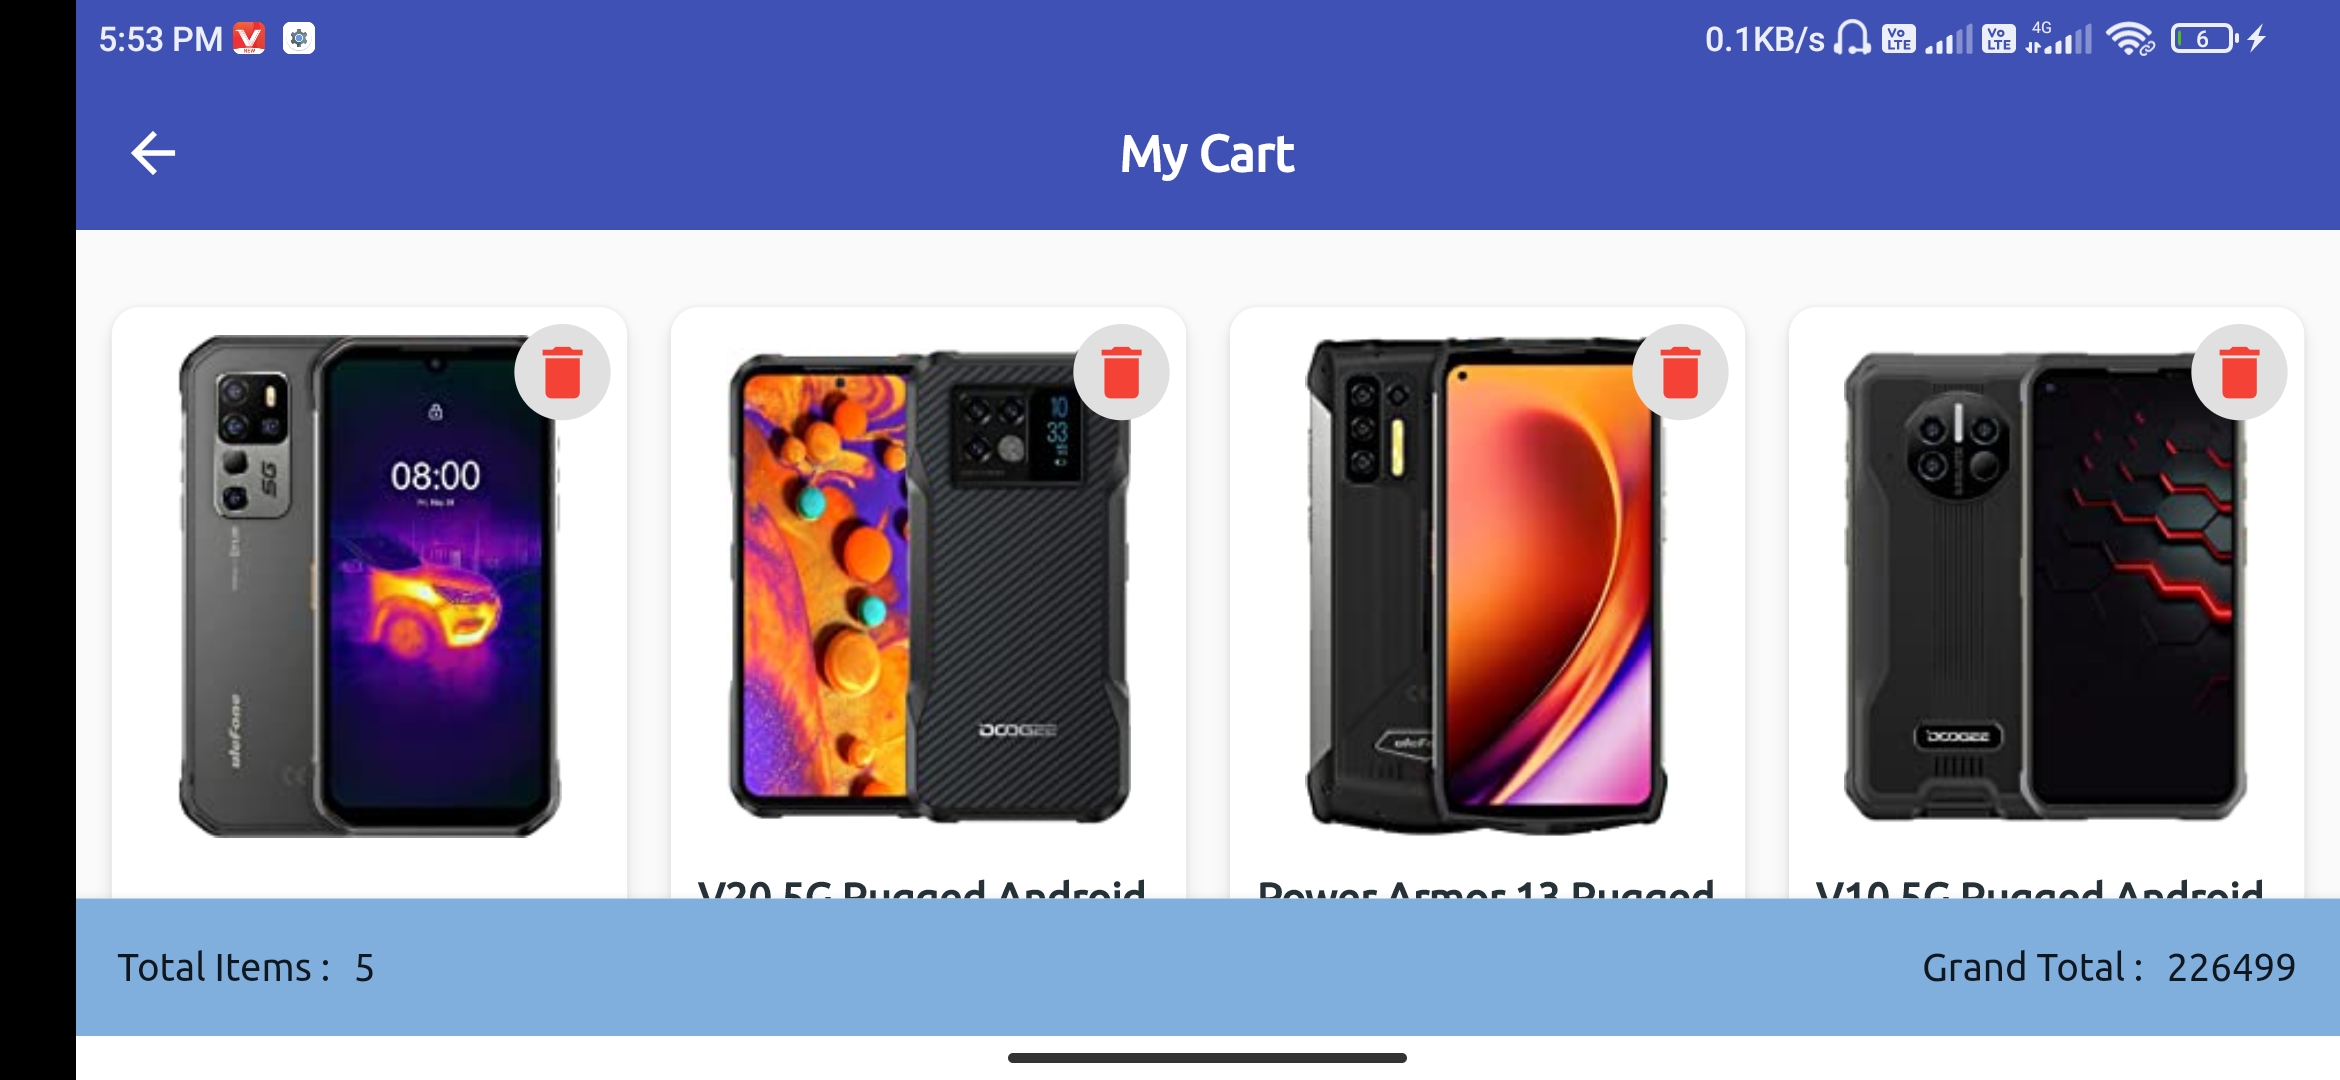 5:53 PM
0.1KB/s
Vo LTE
Vo LTE
4G
6
My Cart
08:00
5G
ulefone
10
33
DOOGEE
DOOGEE
V20 5G Rugged Android
Power Armor 13 Rugged
V10 5G Rugged Android
Total Items : 5
Grand Total : 226499